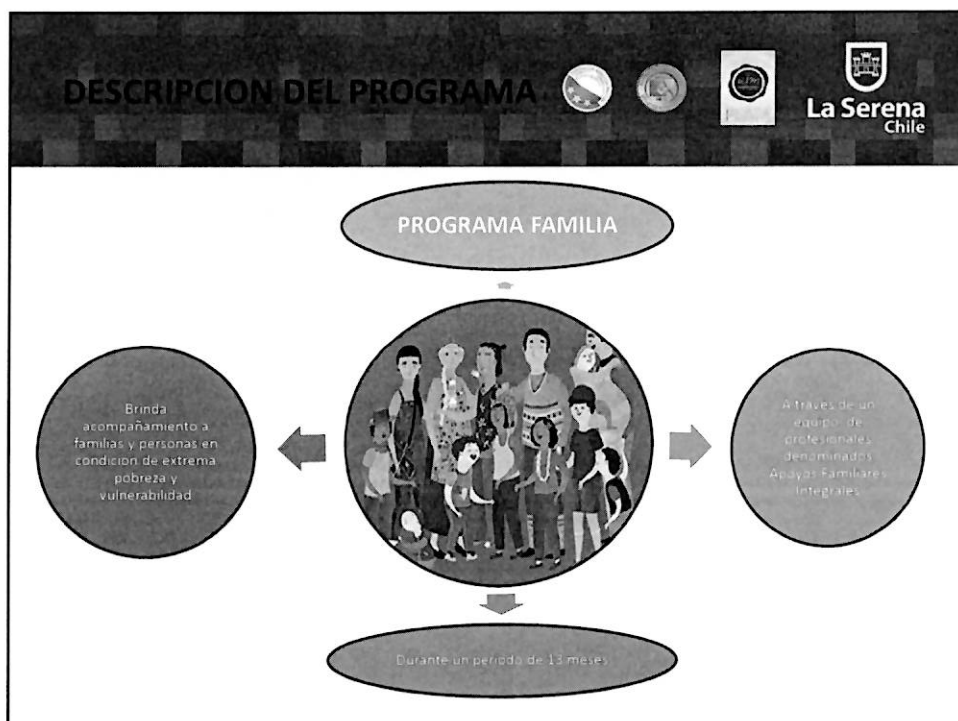 DESCRIPCION DEL PROGRAMA
La Serena
Chile
PROGRAMA FAMILIA
Brinda
acompañamiento a
familias y personas en
condicion de extrema
pobreza y
vulnerabilidad
A traves de un
equipo de
profesionales
denominados
Apoyos Familiares
Integrales
Durante un periodo de 13 meses